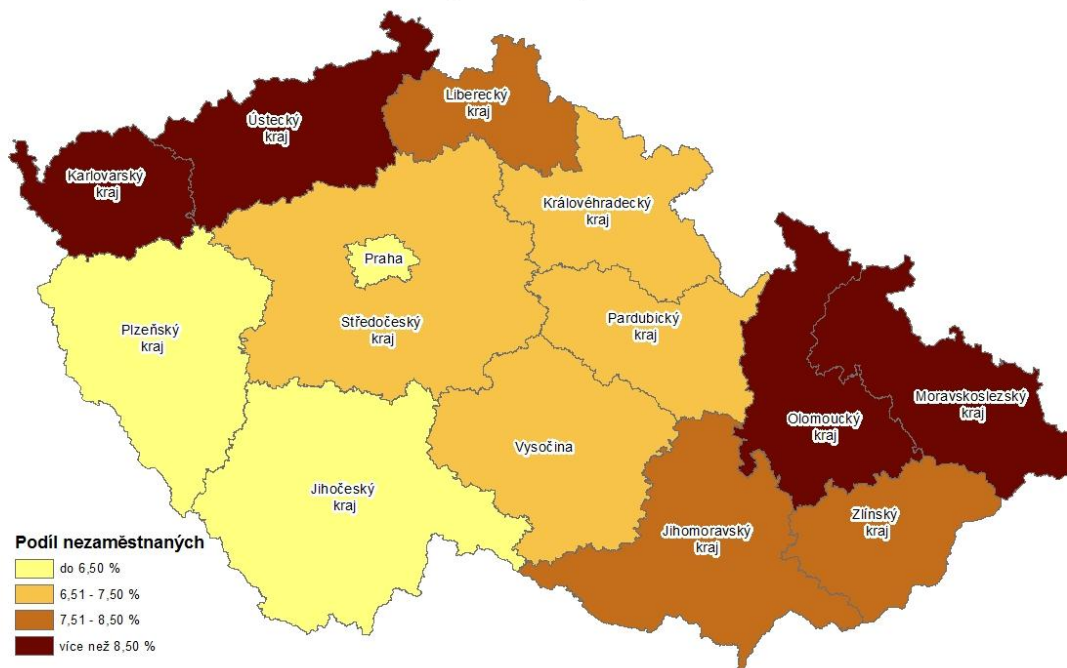 Liberecký
kraj
Ústecký
kraj
Karlovarský
kraj
Královéhradecký
kraj
Praha
Plzeňský
kraj
Středočeský
kraj
Pardubický
kraj
Moravskoslezský
kraj
Olomoucký
kraj
Vysočina
Jihočeský
kraj
Zlínský
kraj
Jihomoravský
kraj
Podíl nezaměstnaných
do 6,50 %
6,51 - 7,50 %
7,51 - 8,50 %
více než 8,50 %